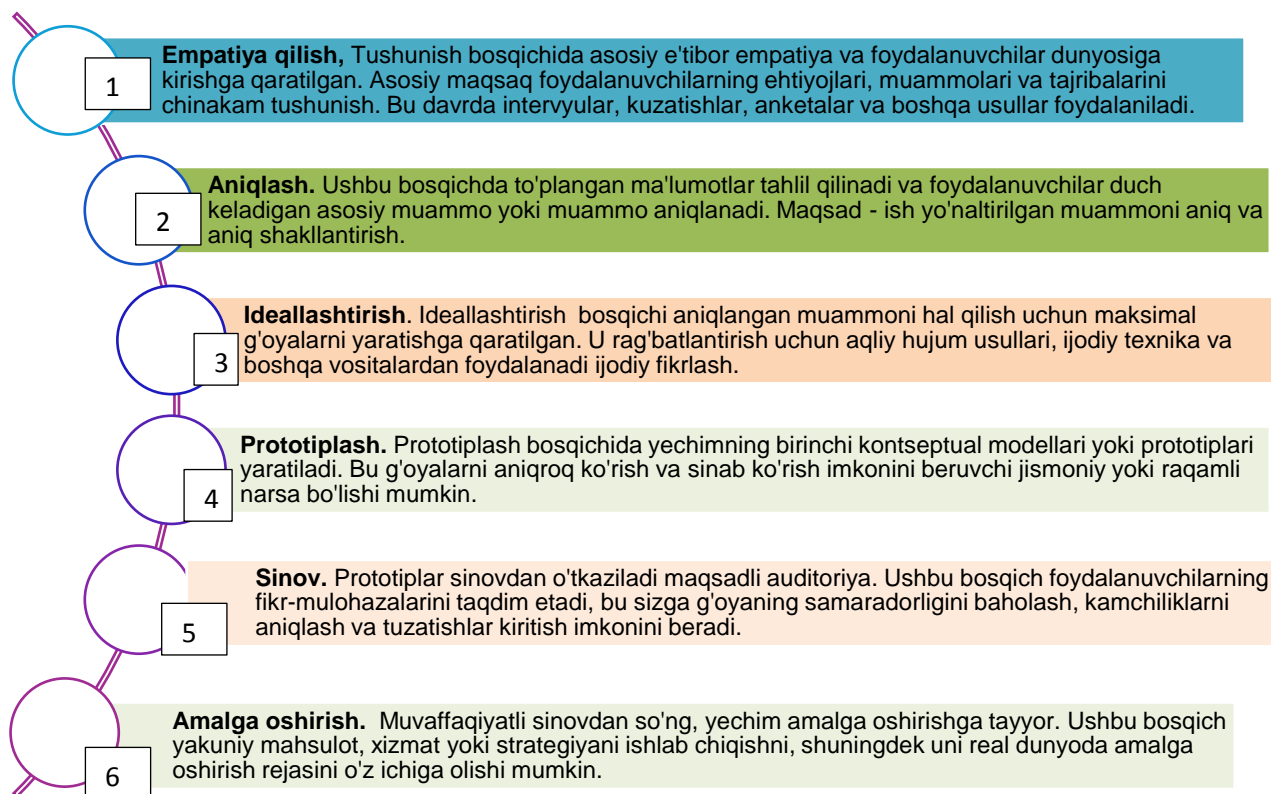 1
Empatiya qilish, Tushunish bosqichida asosiy e'tibor empatiya va foydalanuvchilar dunyosiga
kirishga qaratilgan. Asosiy maqsaq foydalanuvchilarning ehtiyojlari, muammolari va tajribalarini
chinakam tushunish. Bu davrda intervyular, kuzatishlar, anketalar va boshqa usullar foydalaniladi.
2
Aniqlash. Ushbu bosqichda to'plangan ma'lumotlar tahlil qilinadi va foydalanuvchilar duch
keladigan asosiy muammo yoki muammo aniqlanadi. Maqsad - ish yo'naltirilgan muammoni aniq va
aniq shakllantirish.
3
Ideallashtirish. Ideallashtirish bosqichi aniqlangan muammoni hal qilish uchun maksimal
g'oyalarni yaratishga qaratilgan. U rag'batlantirish uchun aqliy hujum usullari, ijodiy texnika va
boshqa vositalardan foydalanadi ijodiy fikrlash.
4
Prototiplash. Prototiplash bosqichida yechimning birinchi kontseptual modellari yoki prototiplari
yaratiladi. Bu g'oyalarni aniqroq ko'rish va sinab ko'rish imkonini beruvchi jismoniy yoki raqamli
narsa bo'lishi mumkin.
5
Sinov. Prototiplar sinovdan o'tkaziladi maqsadli auditoriya. Ushbu bosqich foydalanuvchilarning
fikr-mulohazalarini taqdim etadi, bu sizga g'oyaning samaradorligini baholash, kamchiliklarni
aniqlash va tuzatishlar kiritish imkonini beradi.
6
Amalga oshirish. Muvaffaqiyatli sinovdan so'ng, yechim amalga oshirishga tayyor. Ushbu bosqich
yakuniy mahsulot, xizmat yoki strategiyani ishlab chiqishni, shuningdek uni real dunyoda amalga
oshirish rejasini o'z ichiga olishi mumkin.